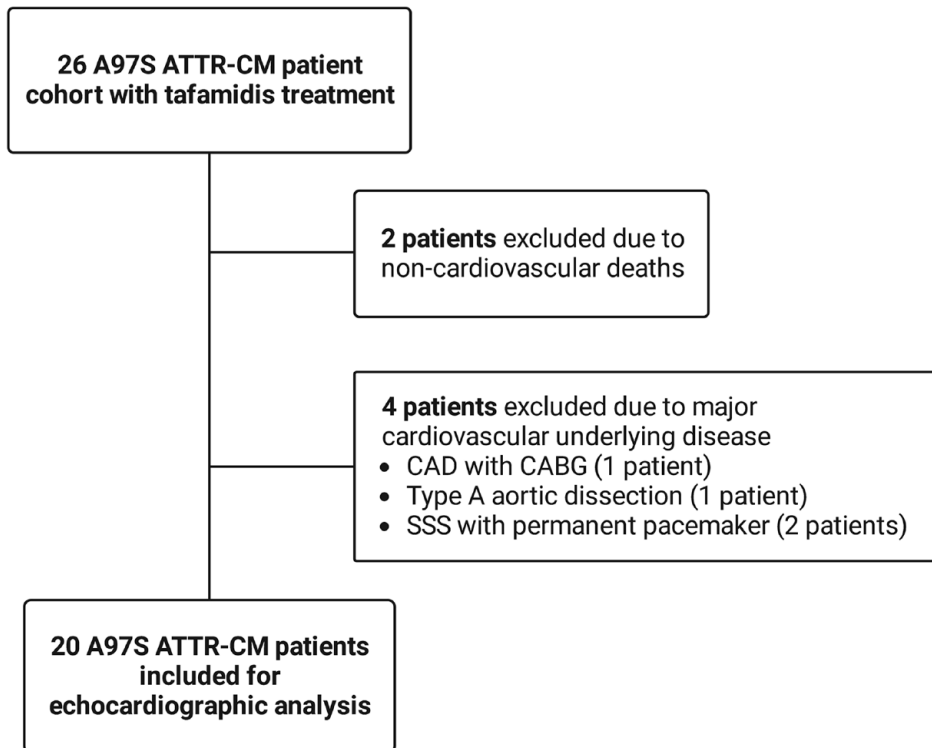 26 A97S ATTR-CM patient
cohort with tafamidis treatment
2 patients excluded due to
non-cardiovascular deaths
4 patients excluded due to major
cardiovascular underlying disease
• CAD with CABG (1 patient)
• Type A aortic dissection (1 patient)
• SSS with permanent pacemaker (2 patients)
20 A97S ATTR-CM patients
included for
echocardiographic analysis